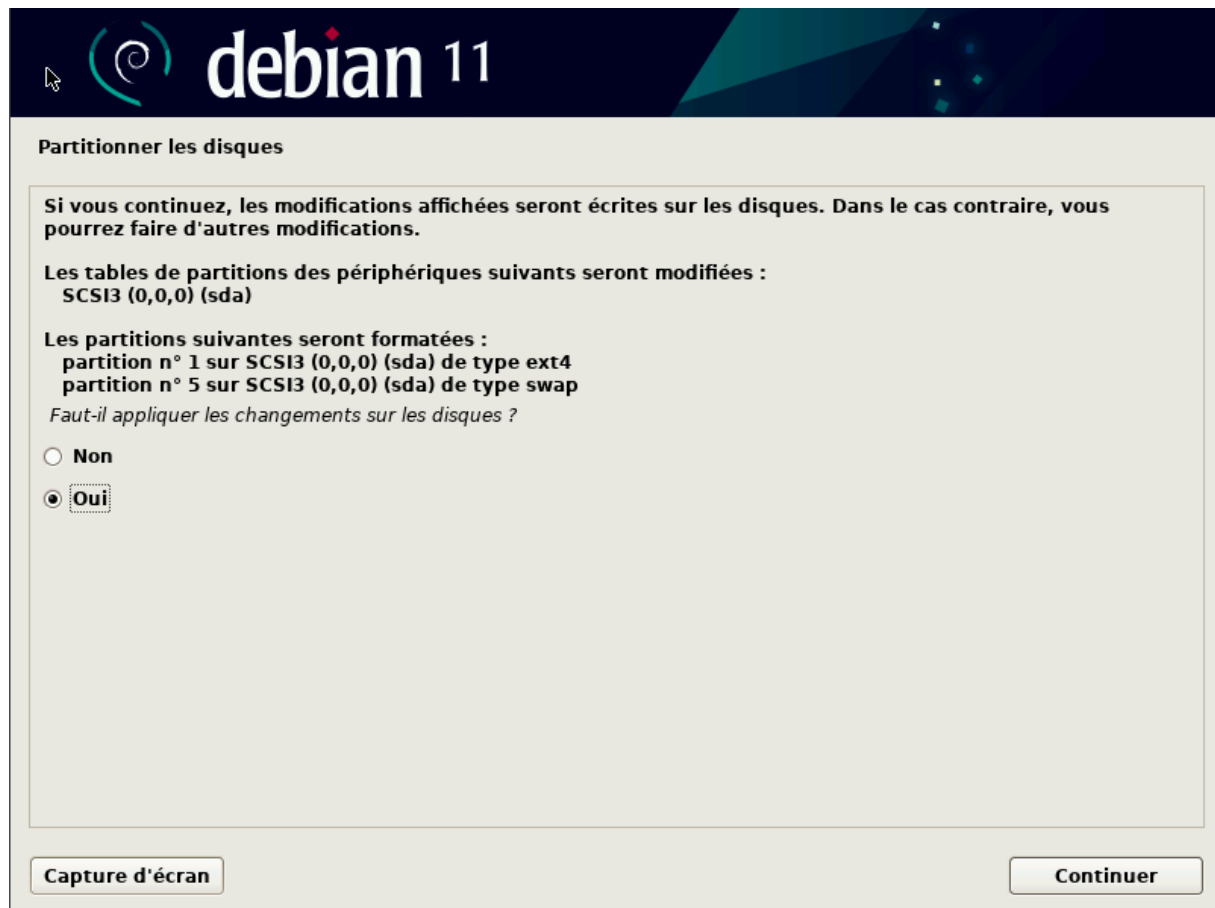 debian 11
Partitionner les disques
Si vous continuez, les modifications affichées seront écrites sur les disques. Dans le cas contraire, vous
pourrez faire d'autres modifications.
Les tables de partitions des périphériques suivants seront modifiées :
SCSI3 (0,0,0) (sda)
Les partitions suivantes seront formatées :
partition n° 1 sur SCSI3 (0,0,0) (sda) de type ext4
partition n° 5 sur SCSI3 (0,0,0) (sda) de type swap
Faut-il appliquer les changements sur les disques ?
Non
Oui
Capture d'écran
Continuer